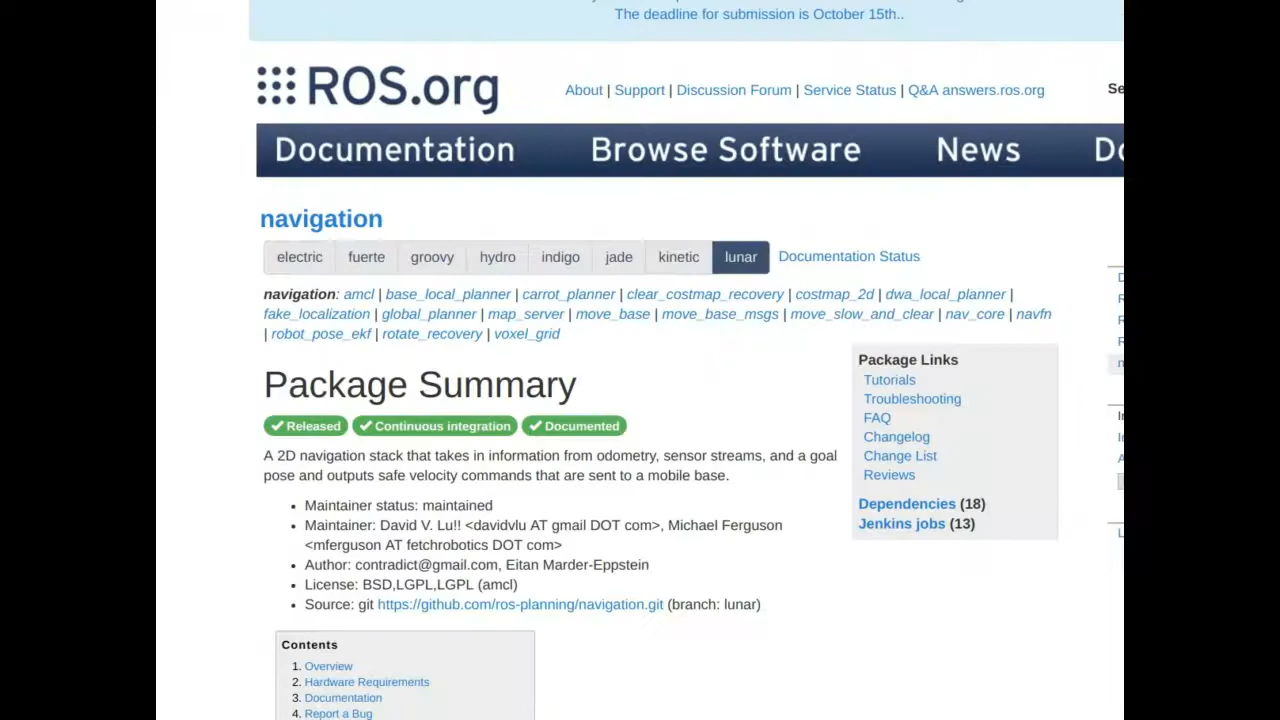 The deadline for submission is October 15th..
ROS.org
About | Support | Discussion Forum | Service Status | Q&A answers.ros.org
Documentation Browse Software News
navigation
electric fuerte groovy hydro indigo jade kinetic lunar Documentation Status
navigation: amcl | base_local_planner | carrot_planner | clear_costmap_recovery | costmap_2d | dwa_local_planner |
fake_localization | global_planner | map_server | move_base | move_base_msgs | move_slow_and_clear | nav_core | navfn
| robot_pose_ekf | rotate_recovery | voxel_grid
Package Summary
Released Continuous integration Documented
A 2D navigation stack that takes in information from odometry, sensor streams, and a goal
pose and outputs safe velocity commands that are sent to a mobile base.
• Maintainer status: maintained
• Maintainer: David V. Lu!! <davidvlu AT gmail DOT com>, Michael Ferguson
<mferguson AT fetchrobotics DOT com>
• Author: contradict@gmail.com, Eitan Marder-Eppstein
• License: BSD,LGPL,LGPL (amcl)
• Source: git https://github.com/ros-planning/navigation.git (branch: lunar)
Package Links
Tutorials
Troubleshooting
FAQ
Changelog
Change List
Reviews
Dependencies (18)
Jenkins jobs (13)
Contents
1. Overview
2. Hardware Requirements
3. Documentation
4. Report a Bug